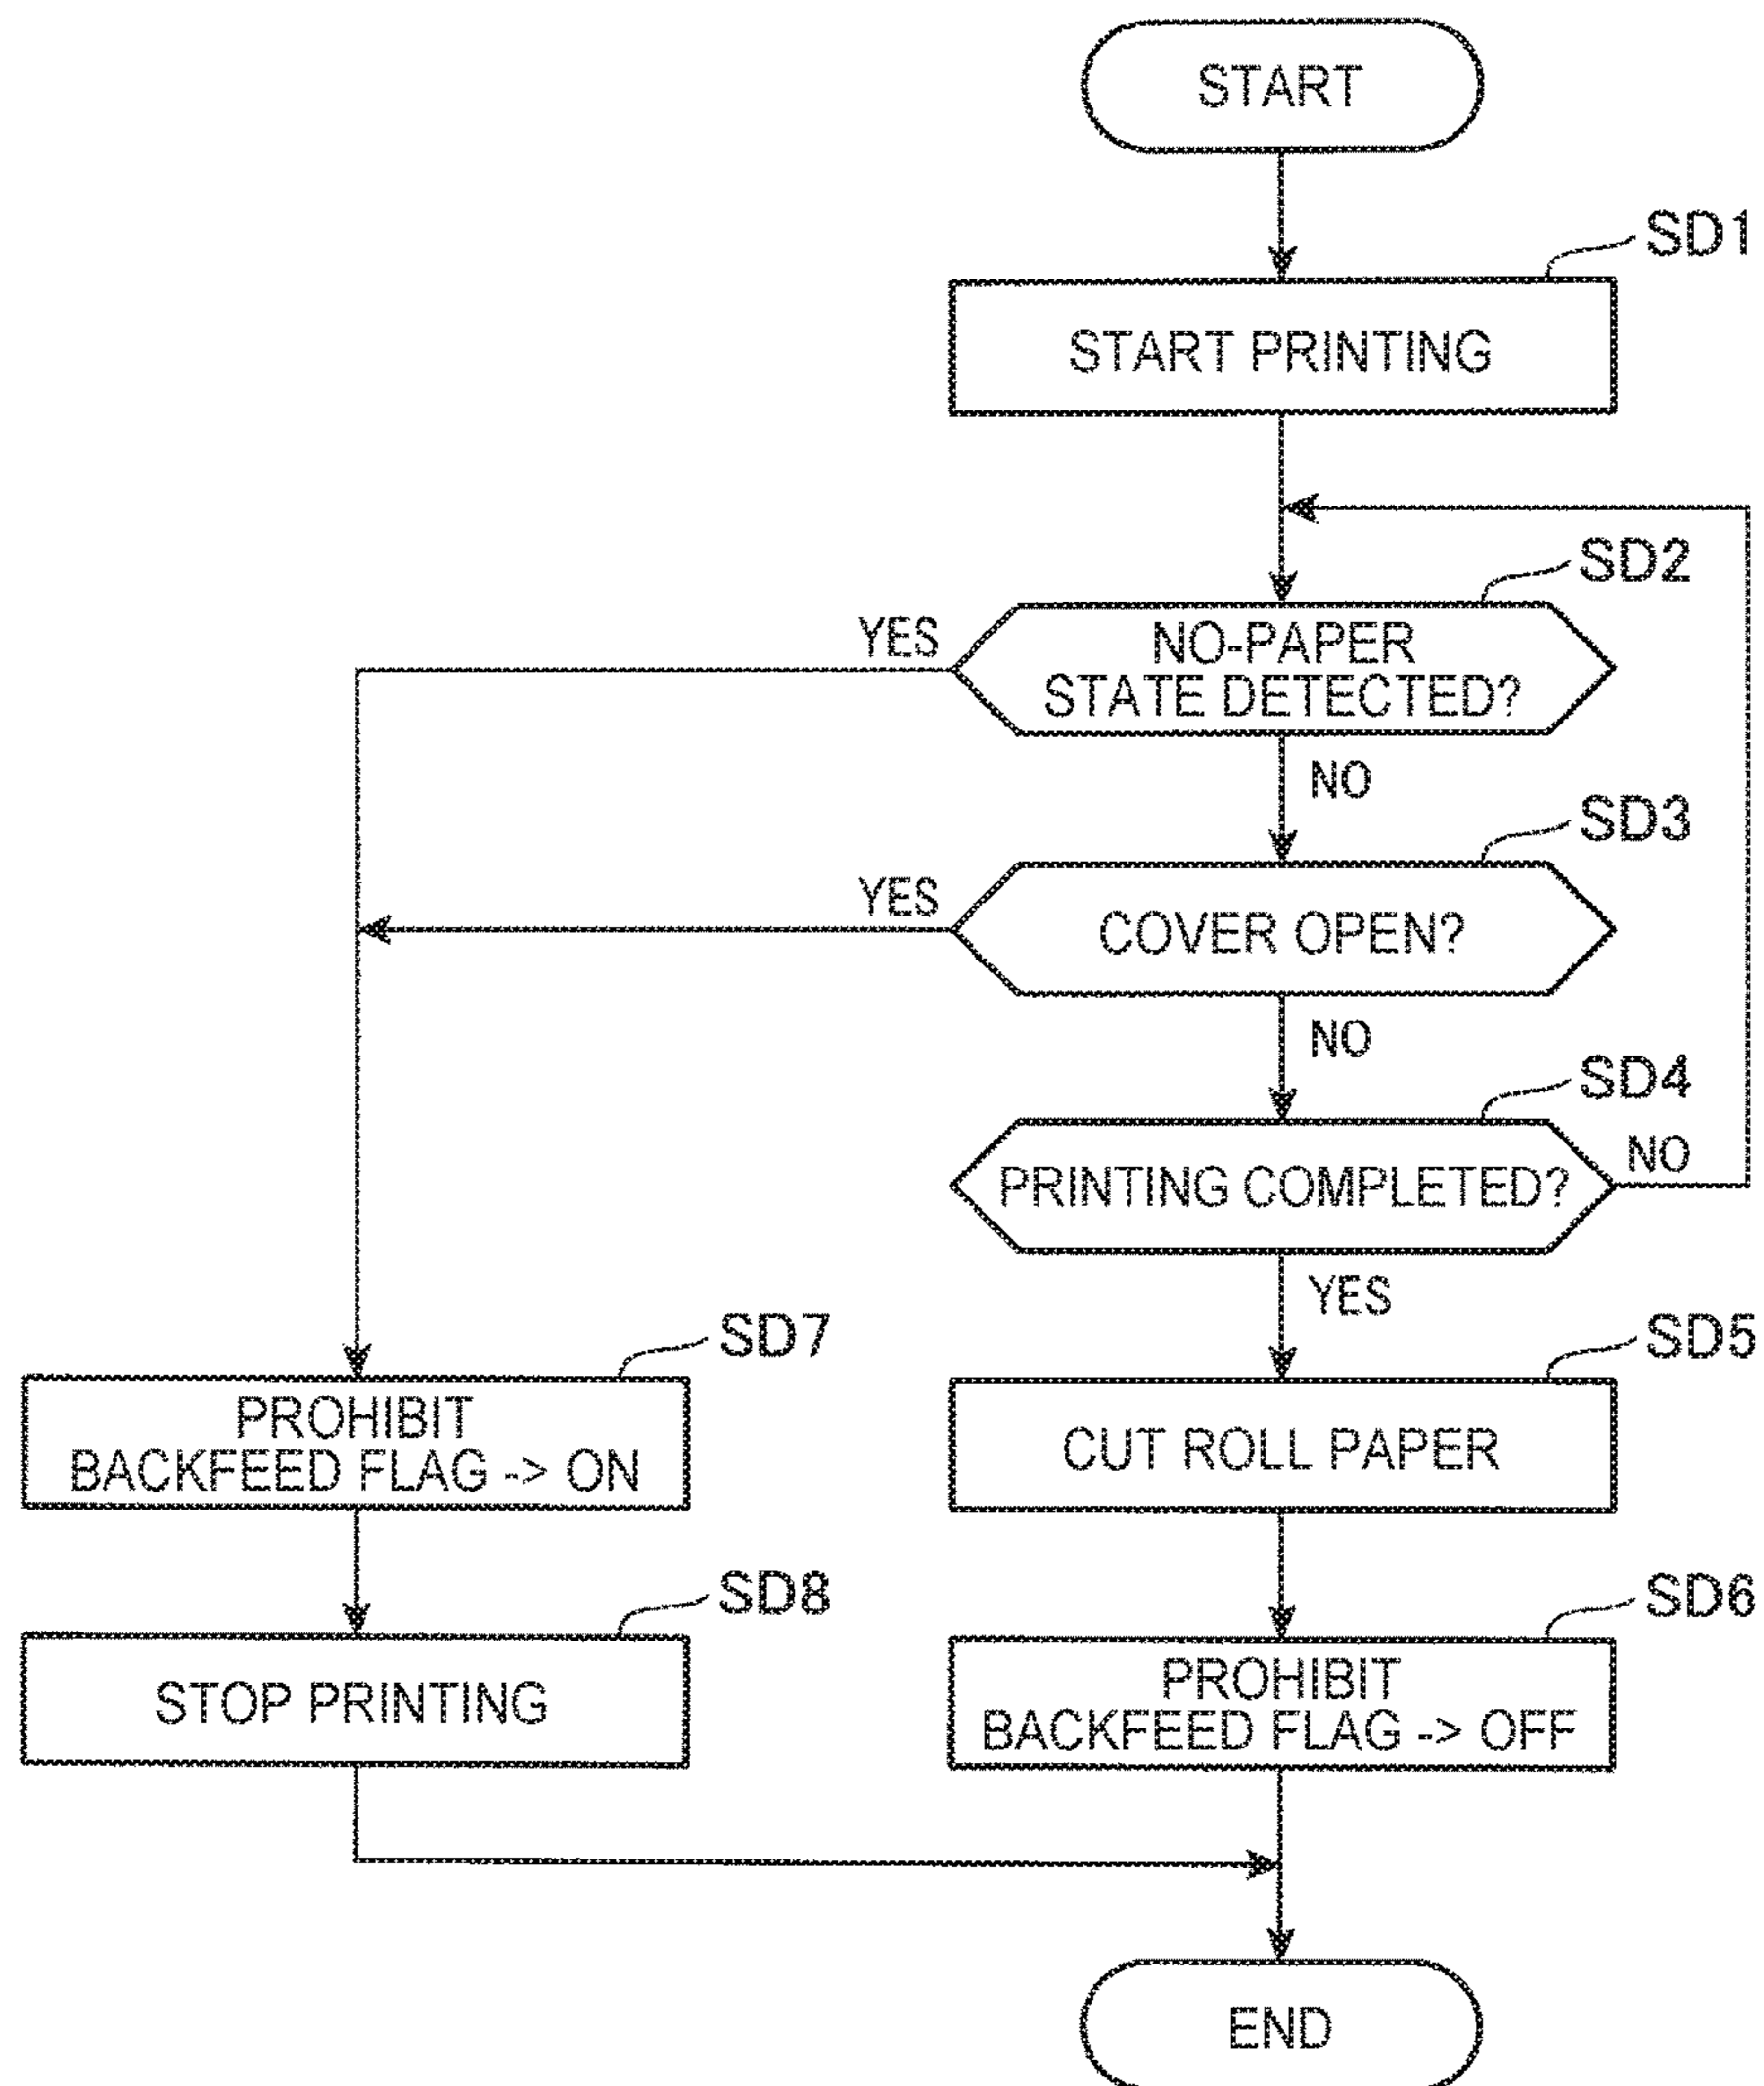 START
SD1
START PRINTING
SD2
YES
NO-PAPER
STATE DETECTED?
NO
SD3
YES
COVER OPEN?
NO
SD4
PRINTING COMPLETED?
NO
YES
SD7
SD5
PROHIBIT
BACKFEED FLAG -> ON
CUT ROLL PAPER
SD8
SD6
STOP PRINTING
PROHIBIT
BACKFEED FLAG -> OFF
END